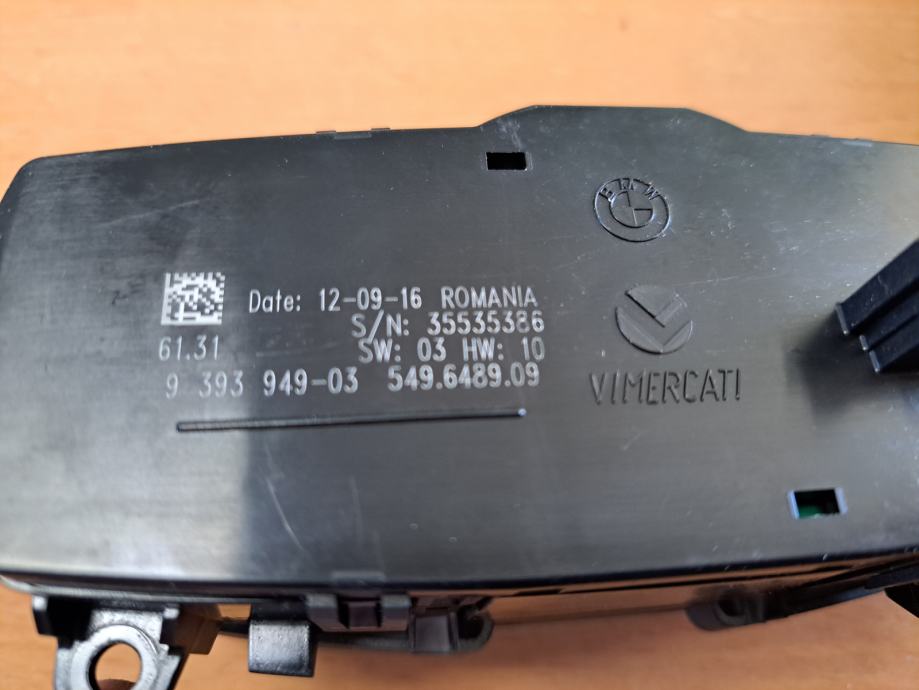 BMW
Date: 12-09-16 ROMANIA
S/N: 35535386
61.31 SW: 03 HW: 10
9 393 949-03 549.6489.09
VIMERCATI